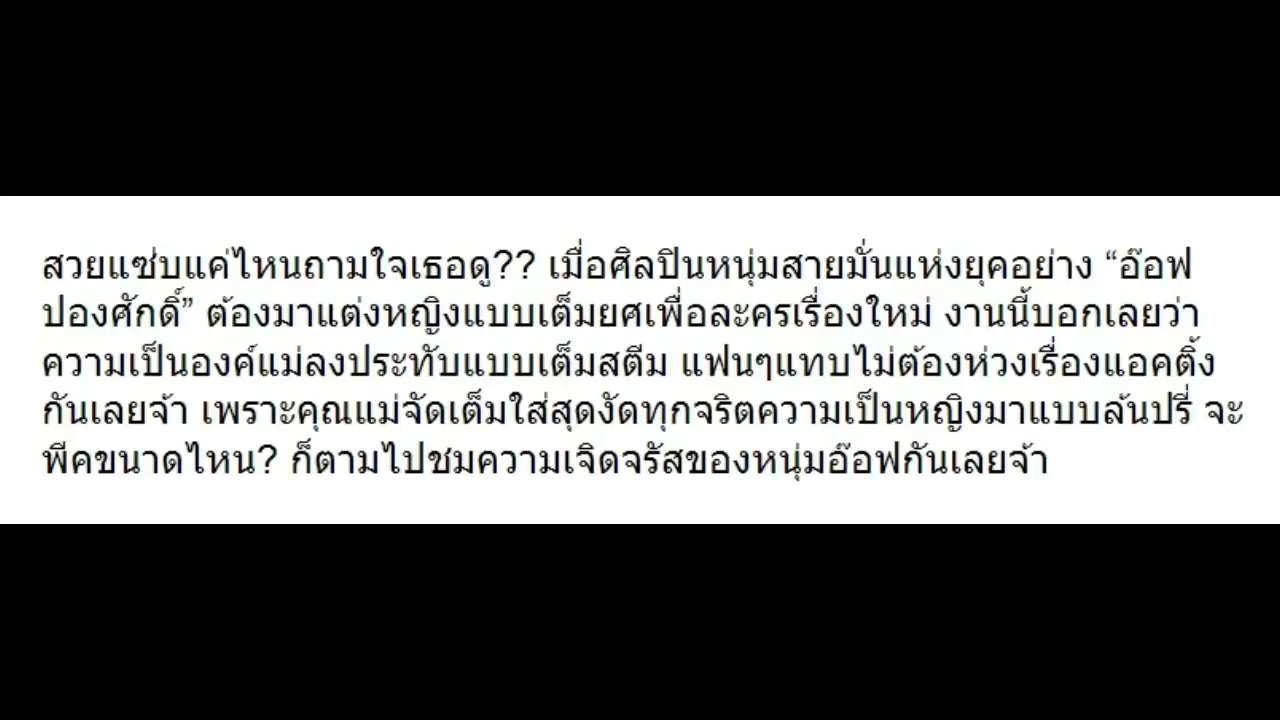 สวยแซ่บแค่ไหนถามใจเธอดู?? เมื่อศิลปินหนุ่มสายมั่นแห่งยุคอย่าง “อ๊อฟ
ปองศักดิ์” ต้องมาแต่งหญิงแบบเต็มยศเพื่อละครเรื่องใหม่ งานนี้บอกเลยว่า
ความเป็นองค์แม่ลงประทับแบบเต็มสตีม แฟนๆแทบไม่ต้องห่วงเรื่องแอคติ้ง
กันเลยจ้า เพราะคุณแม่จัดเต็มใส่สุดงัดทุกจริตความเป็นหญิงมาแบบล้นปรี่ จะ
พีคขนาดไหน? ก็ตามไปชมความเจิดจรัสของหนุ่มอ๊อฟกันเลยจ้า